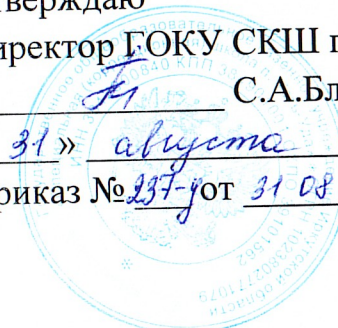 тверждаю
иректор ГОКУ СКШ г
С.А.Бл
31» августа
риказ № 237-у от 31 08